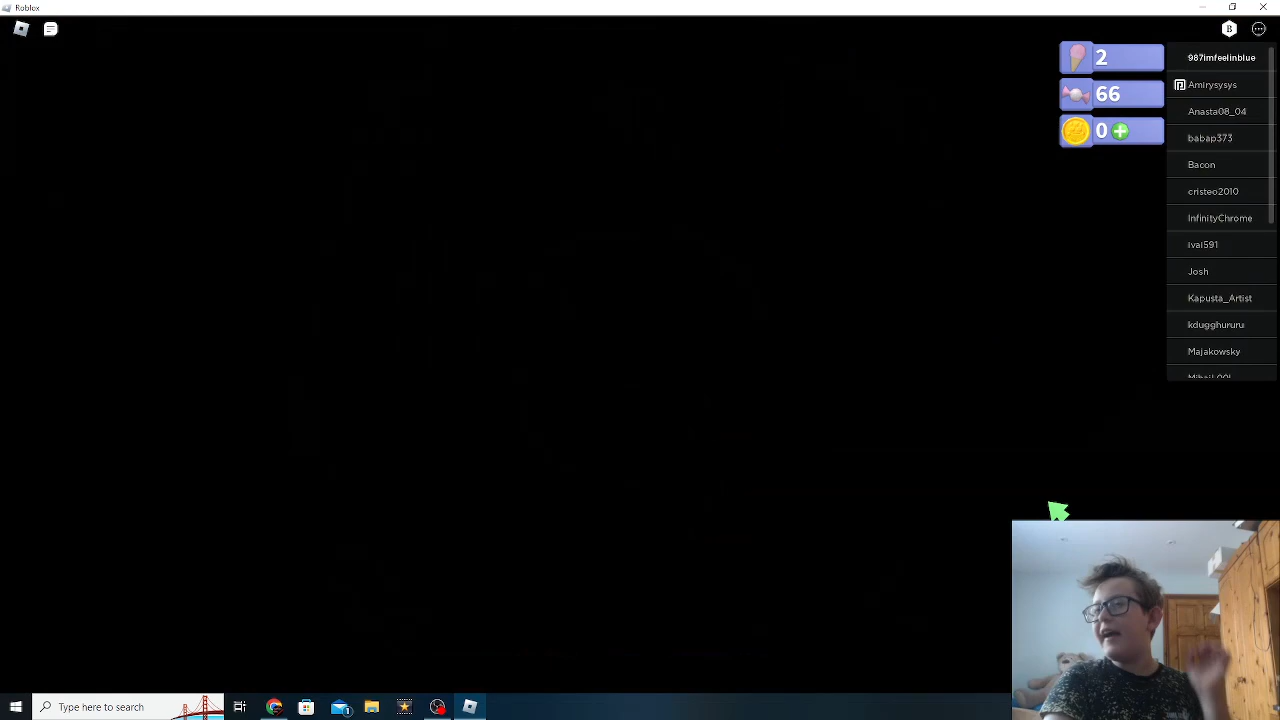 Roblox
B
2
66
0
987imfeelinblue
Amirysysys
Anasta08_04
babap373
Bacon
cristeo2010
InfinityChrome
ival591
Josh
Kapusta_Artist
kdugghururu
Majakowsky
Type here to search
1